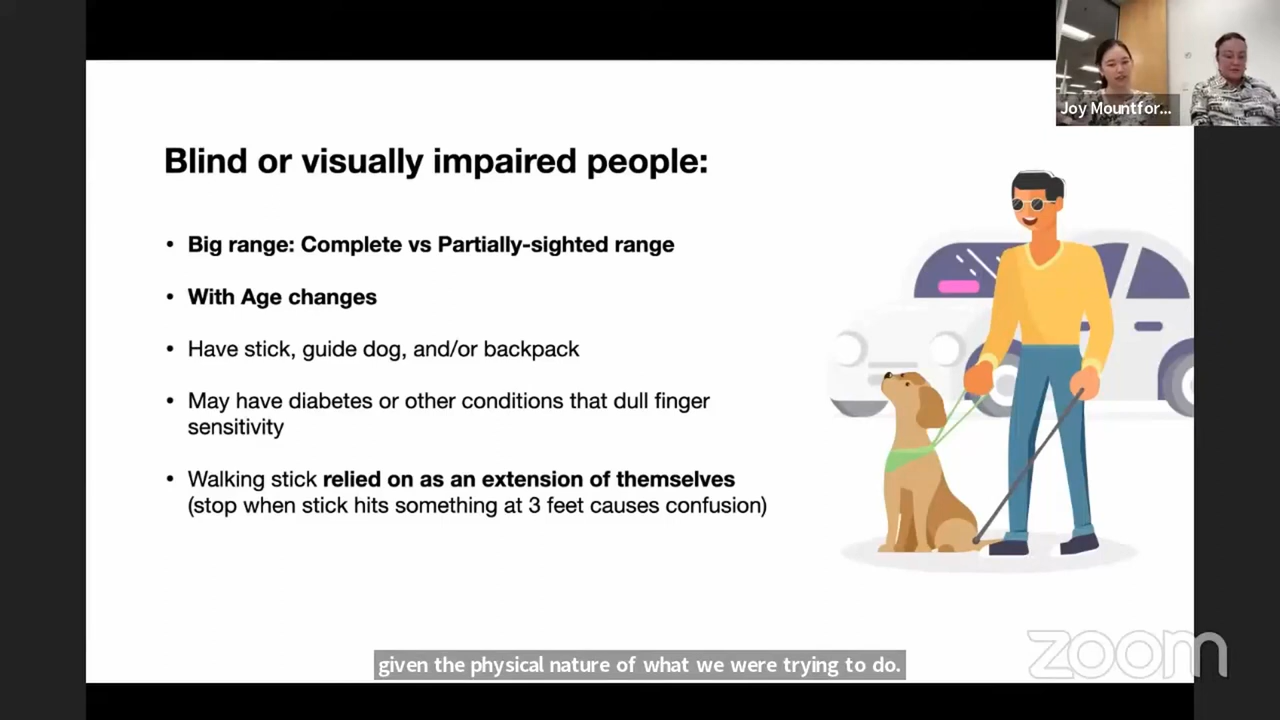 Joy Mountfor...
Blind or visually impaired people:
• Big range: Complete vs Partially-sighted range
• With Age changes
• Have stick, guide dog, and/or backpack
• May have diabetes or other conditions that dull finger
sensitivity
• Walking stick relied on as an extension of themselves
(stop when stick hits something at 3 feet causes confusion)
given the physical nature of what we were trying to do.
zoom